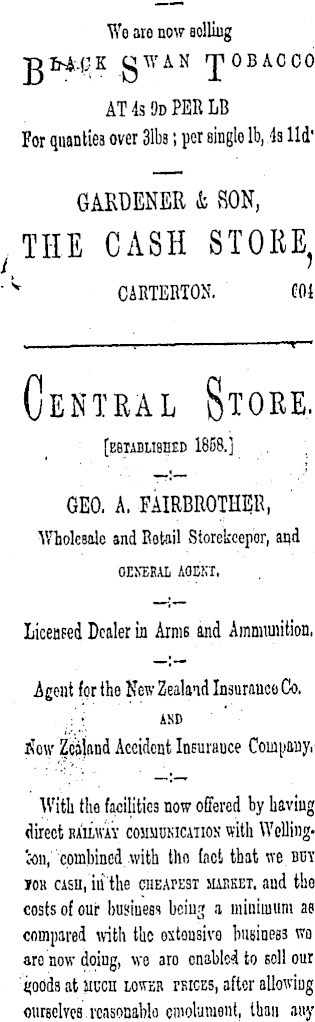 We are now selling
BLACK SWAN TOBACCO
AT 4s 9D PER LB
For quanties over 3lbs ; per single lb, 4s 11d
GARDENER & SON,
THE CASH STORE,
CARTERTON. 604
CENTRAL STORE.
[ESTABLISHED 1858.]
GEO. A. FAIRBROTHER,
Wholesale and Retail Storekeeper, and
GENERAL AGENT.
Licensed Dealer in Arms and Ammunition.
Agent for the New Zealand Insurance Co.
AND
New Zealand Accident Insurance Company.
With the facilities now offered by having
direct RAILWAY COMMUNICATION with Welling-
ton, combined with the fact that we BUY
FOR CASH, in the CHEAPEST MARKET, and the
costs of our business being a minimum as
compared with the extensive business we
are now doing, we are enabled to sell our
goods at MUCH LOWER PRICES, after allowing
ourselves reasonable emolument, than any